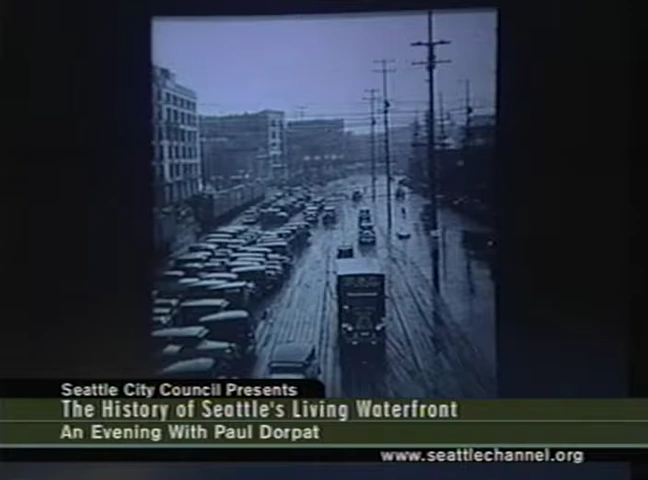 Seattle City Council Presents
The History of Seattle's Living Waterfront
An Evening With Paul Dorpat
www.seattlechannel.org